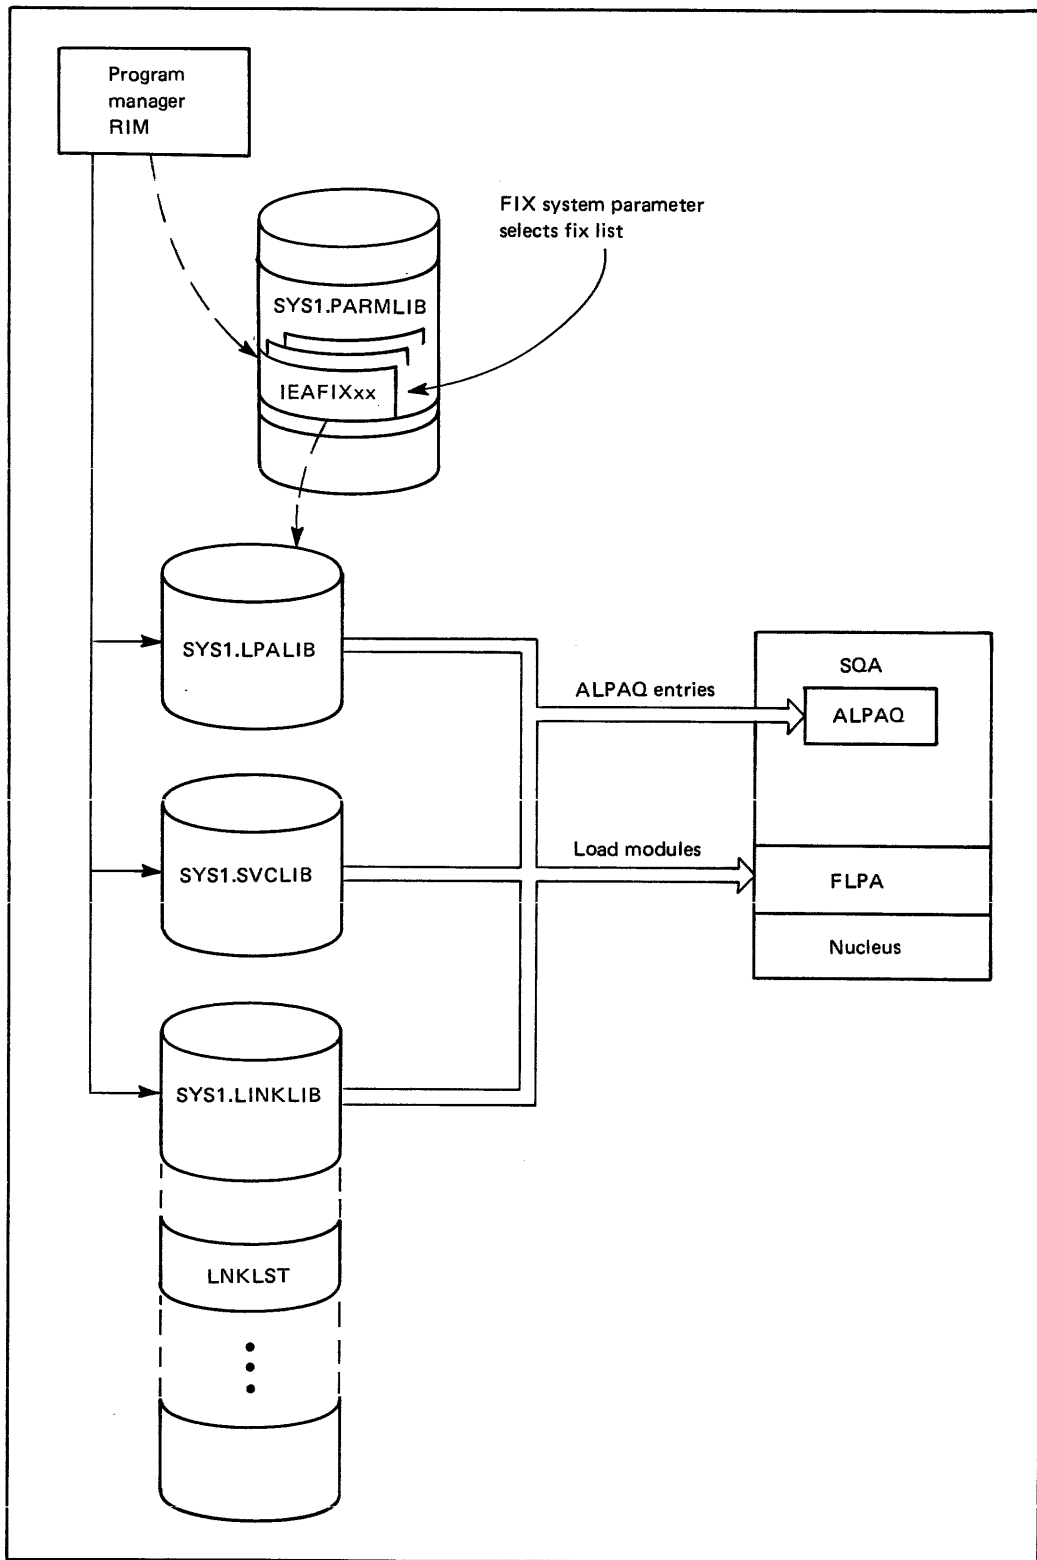 Program
manager
RIM
FIX system parameter
selects fix list
SYS1.PARMLIB
IEAFIXxx
SYS1.LPALIB
SQA
ALPAQ entries
ALPAQ
SYS1.SVCLIB
Load modules
FLPA
Nucleus
SYS1.LINKLIB
LNKLST